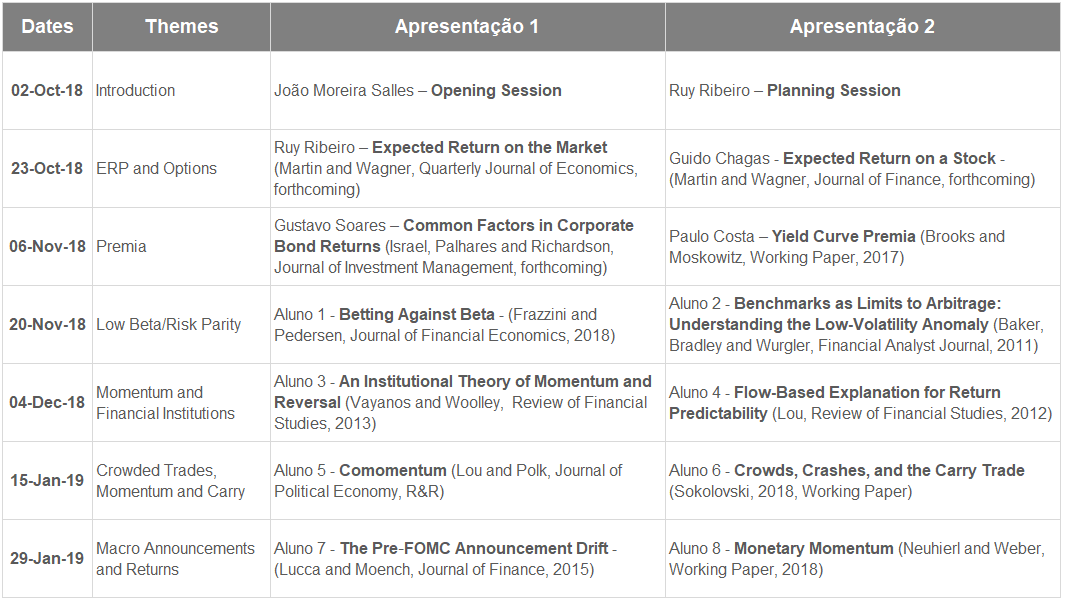 Dates Themes Apresentação 1 Apresentação 2
02-Oct-18 Introduction João Moreira Salles – Opening Session Ruy Ribeiro – Planning Session
23-Oct-18 ERP and Options
Ruy Ribeiro – Expected Return on the Market
(Martin and Wagner, Quarterly Journal of Economics,
forthcoming)
Guido Chagas - Expected Return on a Stock -
(Martin and Wagner, Journal of Finance, forthcoming)
06-Nov-18 Premia
Gustavo Soares – Common Factors in Corporate
Bond Returns (Israel, Palhares and Richardson,
Journal of Investment Management, forthcoming)
Paulo Costa – Yield Curve Premia (Brooks and
Moskowitz, Working Paper, 2017)
20-Nov-18 Low Beta/Risk Parity
Aluno 1 - Betting Against Beta - (Frazzini and
Pedersen, Journal of Financial Economics, 2018)
Aluno 2 - Benchmarks as Limits to Arbitrage:
Understanding the Low-Volatility Anomaly (Baker,
Bradley and Wurgler, Financial Analyst Journal, 2011)
04-Dec-18
Momentum and
Financial Institutions
Aluno 3 - An Institutional Theory of Momentum and
Reversal (Vayanos and Woolley, Review of Financial
Studies, 2013)
Aluno 4 - Flow-Based Explanation for Return
Predictability (Lou, Review of Financial Studies, 2012)
15-Jan-19
Crowded Trades,
Momentum and Carry
Aluno 5 - Comomentum (Lou and Polk, Journal of
Political Economy, R&R)
Aluno 6 - Crowds, Crashes, and the Carry Trade
(Sokolovski, 2018, Working Paper)
29-Jan-19
Macro Announcements
and Returns
Aluno 7 - The Pre-FOMC Announcement Drift -
(Lucca and Moench, Journal of Finance, 2015)
Aluno 8 - Monetary Momentum (Neuhierl and Weber,
Working Paper, 2018)